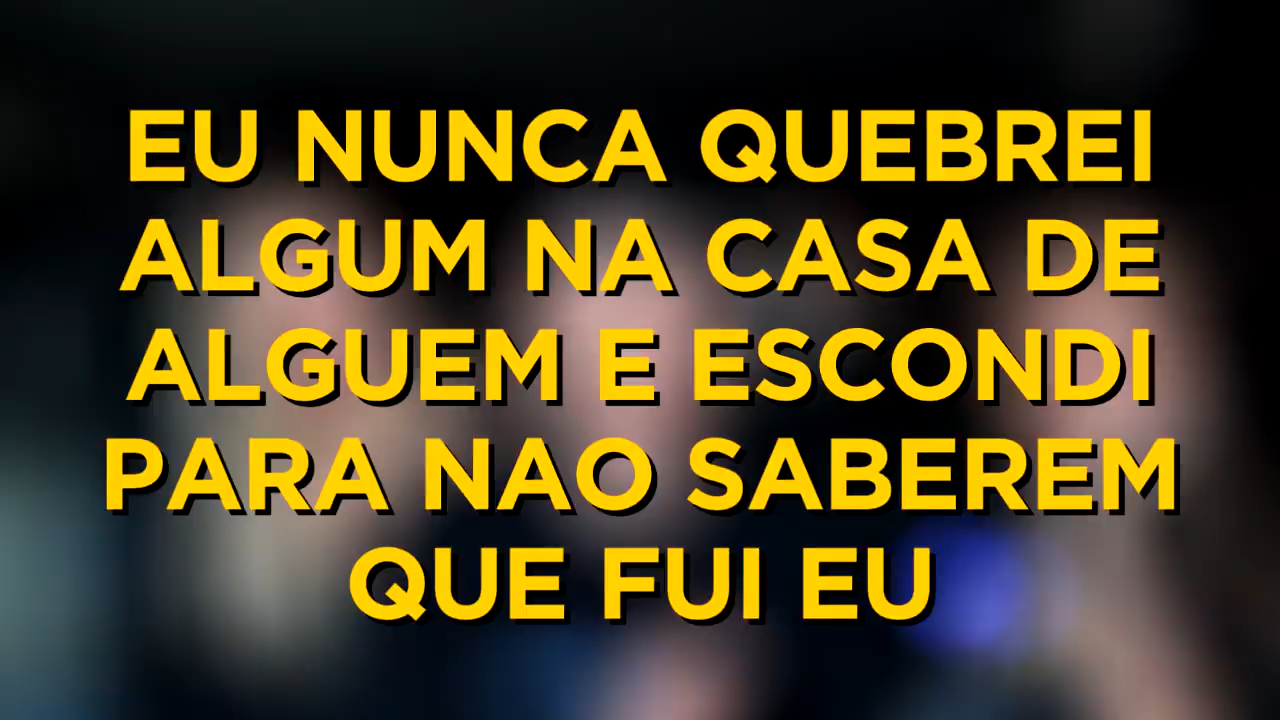 EU NUNCA QUEBREI
ALGUM NA CASA DE
ALGUEM E ESCONDI
PARA NAO SABEREM
QUE FUI EU